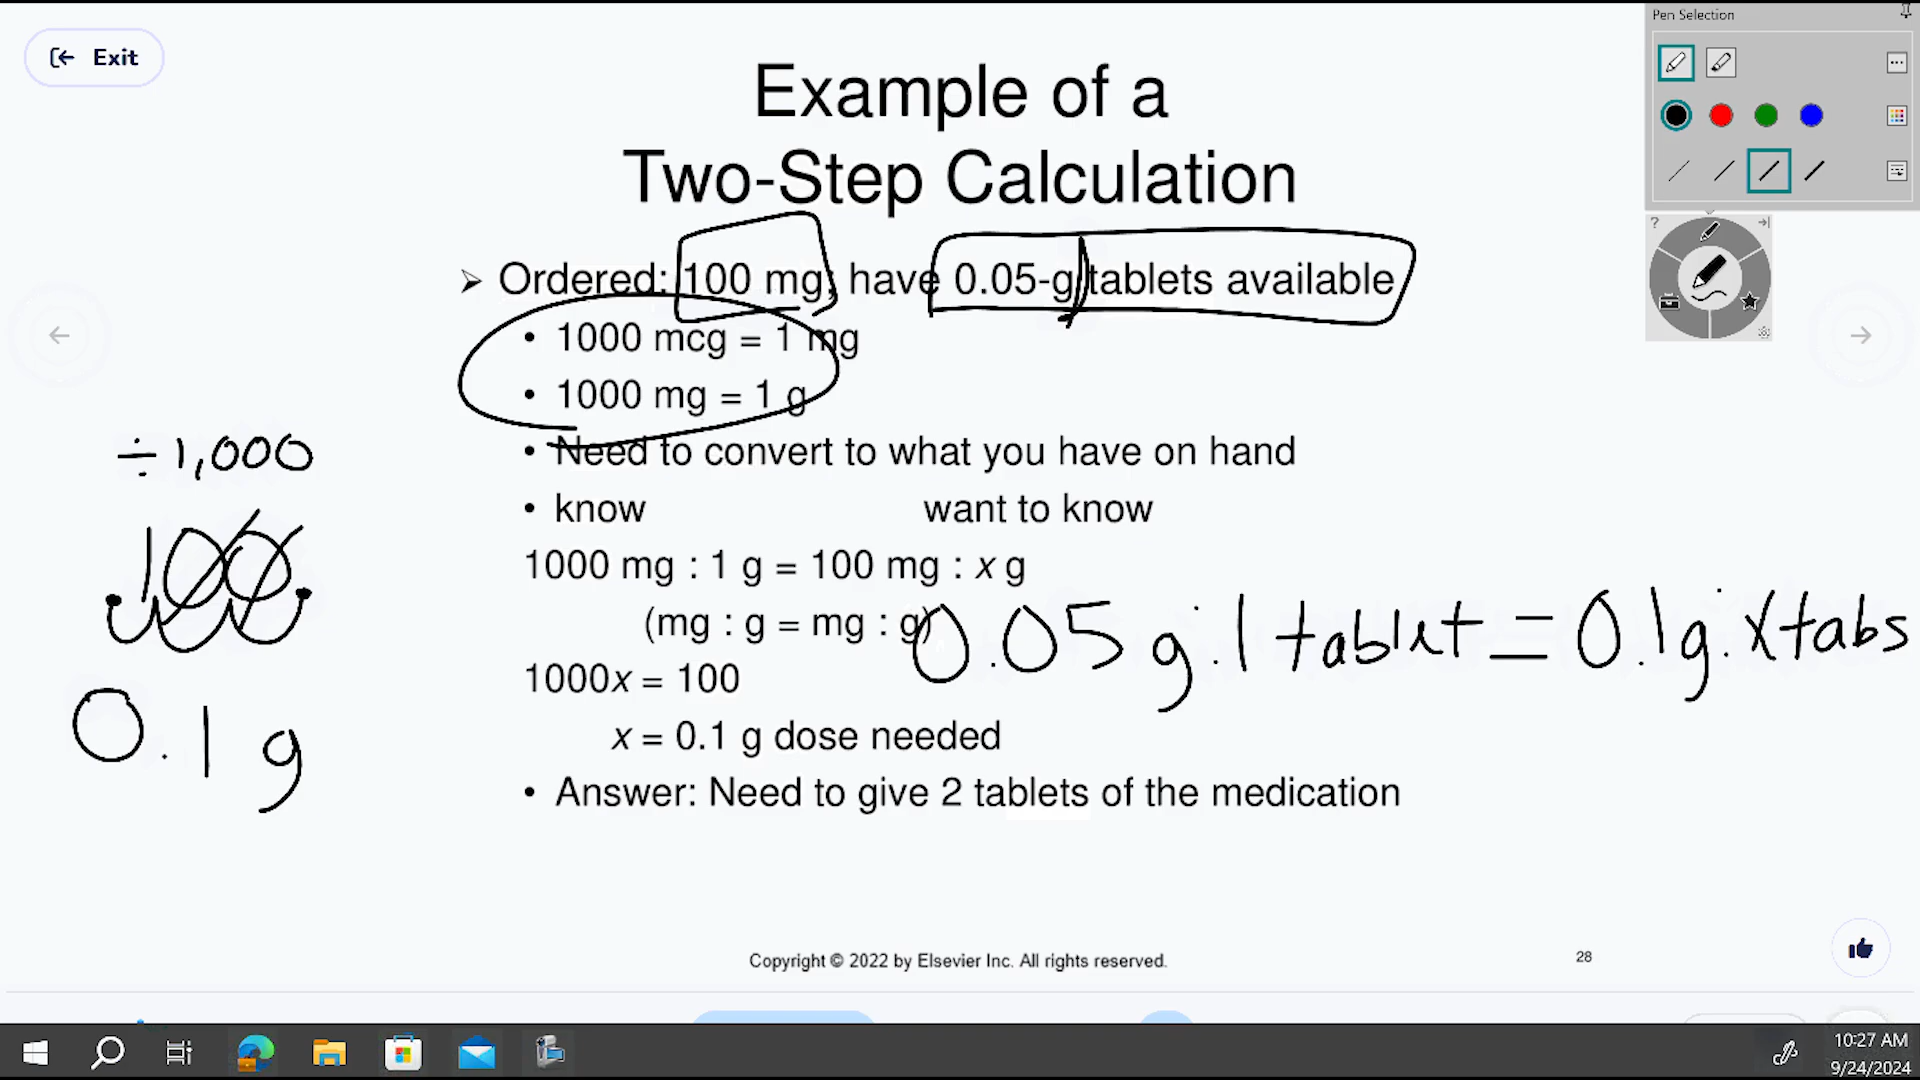 Exit
Pen Selection
Example of a
Two-Step Calculation
?
➤ Ordered: 100 mg; have 0.05-g tablets available
• 1000 mcg = 1 mg
• 1000 mg = 1 g
• Need to convert to what you have on hand
÷1,000
• know want to know
100
1000 mg : 1 g = 100 mg : x g
(mg : g = mg : g)
0.05 g : 1 tablet = 0.1g : x tabs
1000x = 100
0.1 g
x = 0.1 g dose needed
• Answer: Need to give 2 tablets of the medication
Copyright © 2022 by Elsevier Inc. All rights reserved.
28
10:27 AM
9/24/2024